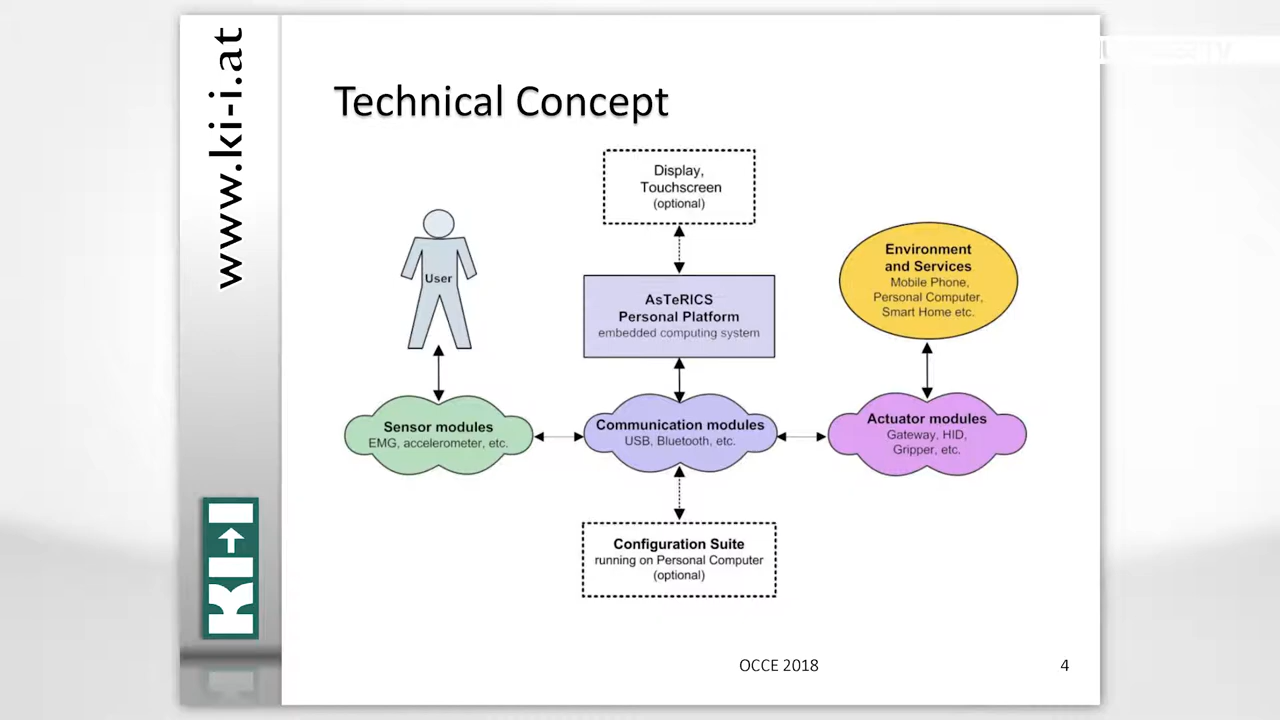 www.ki-i.at
Technical Concept
Display,
Touchscreen
(optional)
User
AsTeRICS
Personal Platform
embedded computing system
Environment
and Services
Mobile Phone,
Personal Computer,
Smart Home etc.
Sensor modules
EMG, accelerometer, etc.
Communication modules
USB, Bluetooth, etc.
Actuator modules
Gateway, HID,
Gripper, etc.
Configuration Suite
running on Personal Computer
(optional)
KI-I
OCCE 2018
4